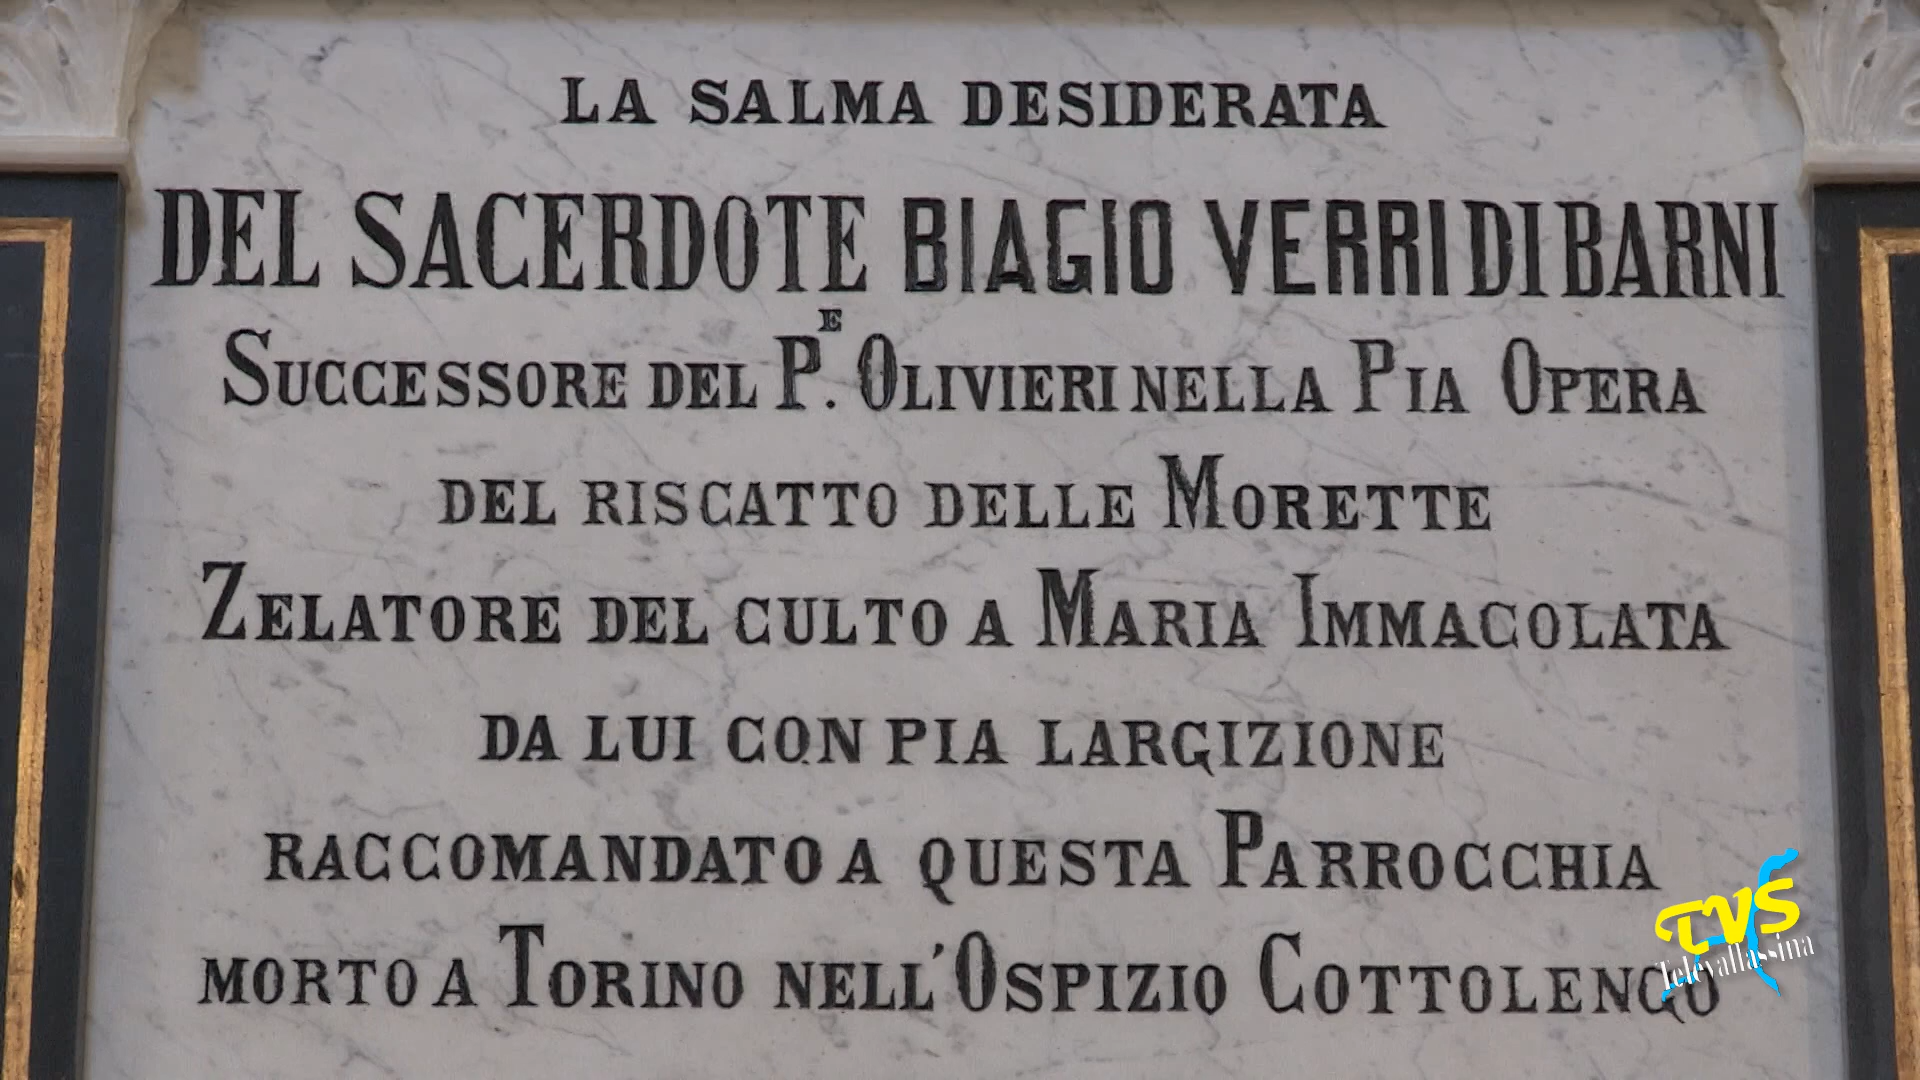 LA SALMA DESIDERATA
DEL SACERDOTE BIAGIO VERRI DI BARNI
SUCCESSORE DEL P.E OLIVIERI NELLA PIA OPERA
DEL RISCATTO DELLE MORETTE
ZELATORE DEL CULTO A MARIA IMMACOLATA
DA LUI CON PIA LARGIZIONE
RACCOMANDATO A QUESTA PARROCCHIA
MORTO A TORINO NELL'OSPIZIO COTTOLENGO
TVS
Televallassina